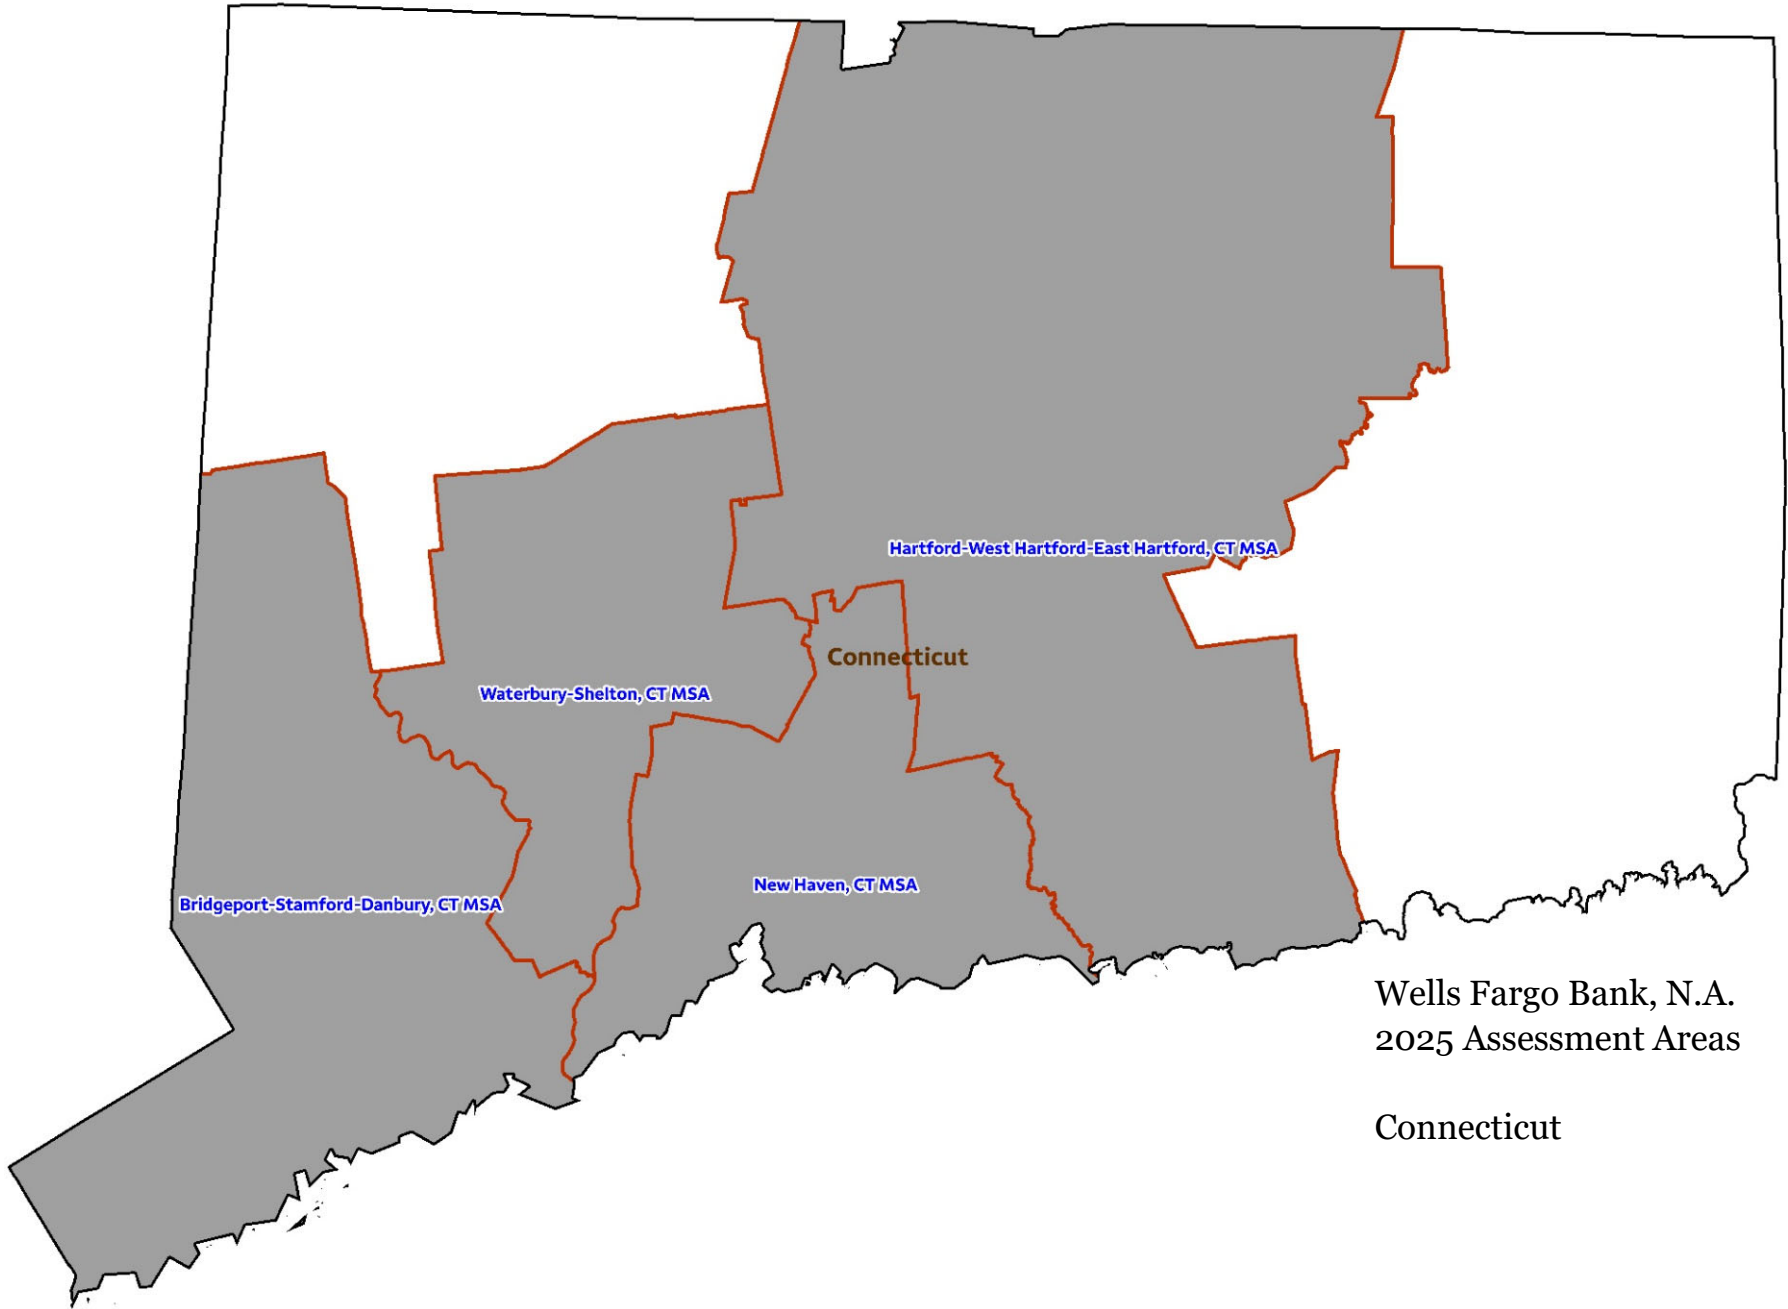 Hartford-West Hartford-East Hartford, CT MSA
Connecticut
Waterbury-Shelton, CT MSA
New Haven, CT MSA
Bridgeport-Stamford-Danbury, CT MSA
Wells Fargo Bank, N.A.
2025 Assessment Areas
Connecticut